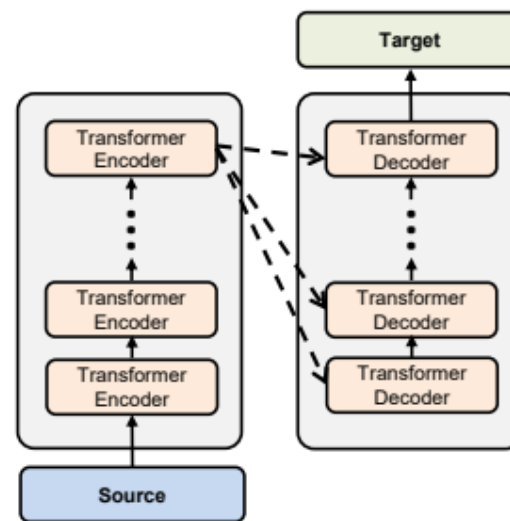 Target
Transformer
Encoder
Transformer
Encoder
Transformer
Encoder
Source
Transformer
Decoder
Transformer
Decoder
Transformer
Decoder